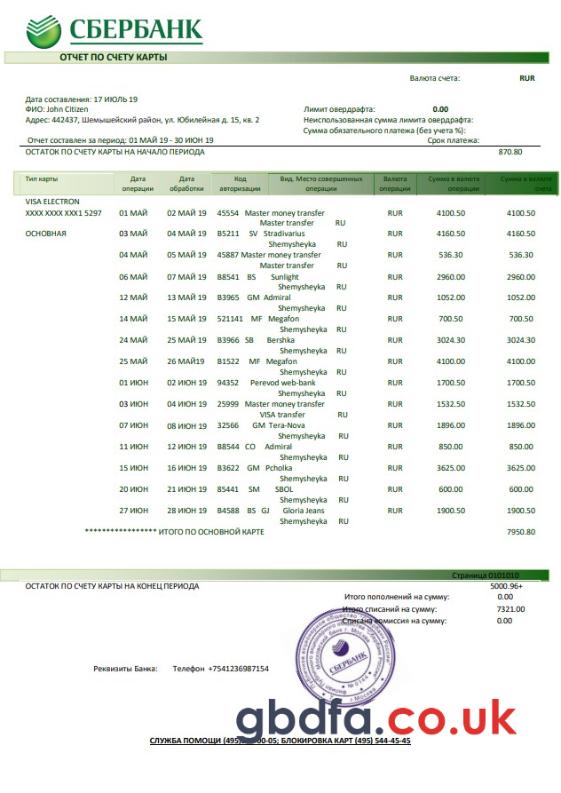 СБЕРБАНК
ОТЧЕТ ПО СЧЕТУ КАРТЫ
Валюта счета: RUR
Дата составления: 17 ИЮЛЬ 19
ФИО: John Citizen
Лимит овердрафта: 0.00
Адрес: 442437, Шемышейский район, ул. Юбилейная д. 15, кв. 2
Неиспользованная сумма лимита овердрафта:
Сумма обязательного платежа (без учета %):
Отчет составлен за период: 01 МАЙ 19 - 30 ИЮН 19 Срок платежа:
ОСТАТОК ПО СЧЕТУ КАРТЫ НА НАЧАЛО ПЕРИОДА 870.80
Тип карты Дата операции Дата обработки Код авторизации Вид, Место совершенных операции Валюта операции Сумма в валюте операции Сумма в валюте счета
VISA ELECTRON
XXXX XXXX XXX1 5297 01 МАЙ 02 МАЙ 19 45554 Master money transfer RUR 4100.50 4100.50
Master transfer RU
ОСНОВНАЯ 03 МАЙ 04 МАЙ 19 B5211 SV Stradivarius RUR 4160.50 4160.50
Shemysheyka RU
04 МАЙ 05 МАЙ 19 45887 Master money transfer RUR 536.30 536.30
Master transfer RU
06 МАЙ 07 МАЙ 19 B8541 BS Sunlight RUR 2960.00 2960.00
Shemysheyka RU
12 МАЙ 13 МАЙ 19 B3965 GM Admiral RUR 1052.00 1052.00
Shemysheyka RU
14 МАЙ 15 МАЙ 19 521141 MF Megafon RUR 700.50 700.50
Shemysheyka RU
24 МАЙ 25 МАЙ 19 B3966 SB Bershka RUR 3024.30 3024.30
Shemysheyka RU
25 МАЙ 26 МАЙ19 B1522 MF Megafon RUR 4100.00 4100.00
Shemysheyka RU
01 ИЮН 02 ИЮН 19 94352 Perevod web-bank RUR 1700.50 1700.50
Shemysheyka RU
03 ИЮН 04 ИЮН 19 25999 Master money transfer RUR 1532.50 1532.50
VISA transfer RU
07 ИЮН 08 ИЮН 19 32566 GM Tera-Nova RUR 1896.00 1896.00
Shemysheyka RU
11 ИЮН 12 ИЮН 19 B8544 CO Admiral RUR 850.00 850.00
Shemysheyka RU
15 ИЮН 16 ИЮН 19 B3622 GM Pcholka RUR 3625.00 3625.00
Shemysheyka RU
20 ИЮН 21 ИЮН 19 85441 SM SBOL RUR 600.00 600.00
Shemysheyka RU
27 ИЮН 28 ИЮН 19 B4588 BS GJ Gloria Jeans RUR 1900.50 1900.50
Shemysheyka RU
***************** ИТОГО ПО ОСНОВНОЙ КАРТЕ 7950.80
Страница 0101010
ОСТАТОК ПО СЧЕТУ КАРТЫ НА КОНЕЦ ПЕРИОДА 5000.96+
Итого пополнений на сумму: 0.00
Итого списаний на сумму: 7321.00
Списана комиссия на сумму: 0.00
СБЕРБАНК
Реквизиты Банка: Телефон +7541236987154
gbdfa.co.uk
СЛУЖБА ПОМОЩИ (495) 00-05; БЛОКИРОВКА КАРТ (495) 544-45-45